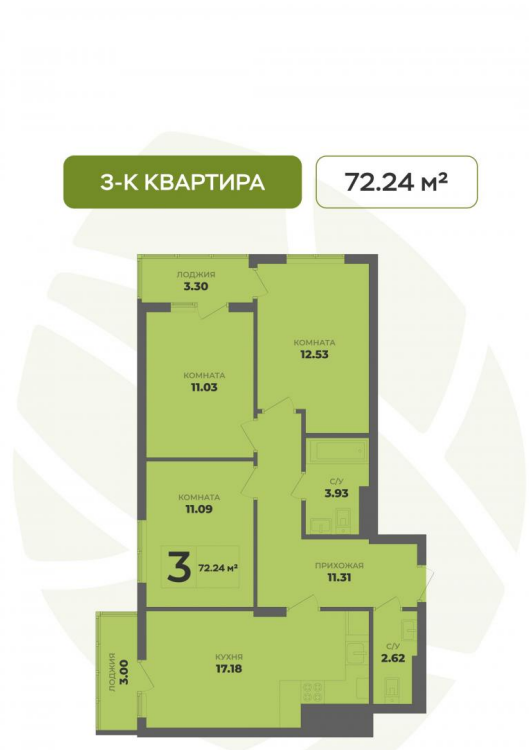 3-К КВАРТИРА
72.24 м²
ЛОДЖИЯ
3.30
КОМНАТА
12.53
КОМНАТА
11.03
С/У
3.93
КОМНАТА
11.09
3
72.24 м²
ПРИХОЖАЯ
11.31
С/У
2.62
КУХНЯ
17.18
ЛОДЖИЯ
3.00